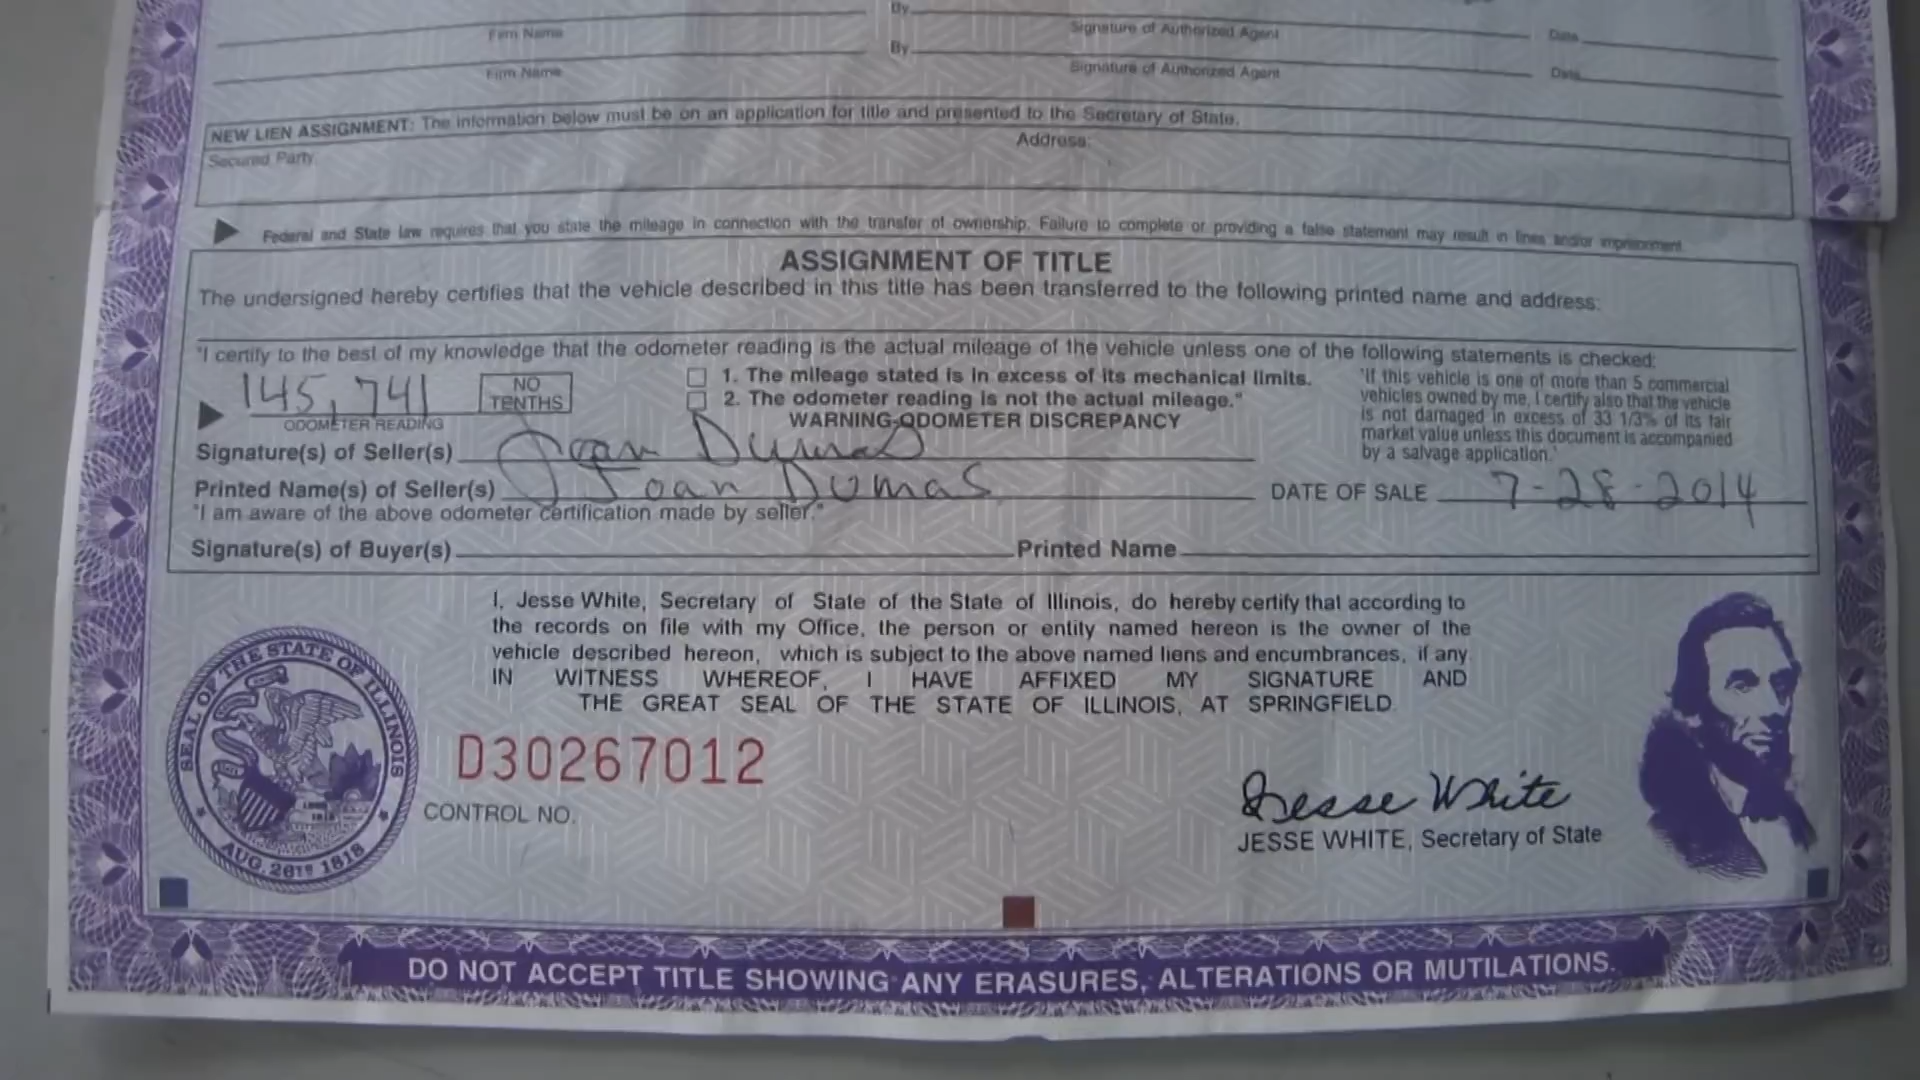 By
Firm Name Signature of Authorized Agent Date
By
Firm Name Signature of Authorized Agent Date
NEW LIEN ASSIGNMENT: The information below must be on an application for title and presented to the Secretary of State.
Secured Party: Address:
Federal and State law requires that you state the mileage in connection with the transfer of ownership. Failure to complete or providing a false statement may result in fines and/or imprisonment.
ASSIGNMENT OF TITLE
The undersigned hereby certifies that the vehicle described in this title has been transferred to the following printed name and address:
"I certify to the best of my knowledge that the odometer reading is the actual mileage of the vehicle unless one of the following statements is checked:
145,741 NO TENTHS
ODOMETER READING
1. The mileage stated is in excess of its mechanical limits.
2. The odometer reading is not the actual mileage."
WARNING-ODOMETER DISCREPANCY
"If this vehicle is one of more than 5 commercial
vehicles owned by me, I certify also that the vehicle
is not damaged in excess of 33 1/3% of its fair
market value unless this document is accompanied
by a salvage application."
Signature(s) of Seller(s) Joan Dumas
Printed Name(s) of Seller(s) Joan Dumas DATE OF SALE 7-28-2014
"I am aware of the above odometer certification made by seller."
Signature(s) of Buyer(s) Printed Name
I, Jesse White, Secretary of State of the State of Illinois, do hereby certify that according to
the records on file with my Office, the person or entity named hereon is the owner of the
vehicle described hereon, which is subject to the above named liens and encumbrances, if any.
IN WITNESS WHEREOF, I HAVE AFFIXED MY SIGNATURE AND
THE GREAT SEAL OF THE STATE OF ILLINOIS, AT SPRINGFIELD.
SEAL OF THE STATE OF ILLINOIS
AUG. 26TH 1818
D30267012
CONTROL NO.
Jesse White
JESSE WHITE, Secretary of State
DO NOT ACCEPT TITLE SHOWING ANY ERASURES, ALTERATIONS OR MUTILATIONS.